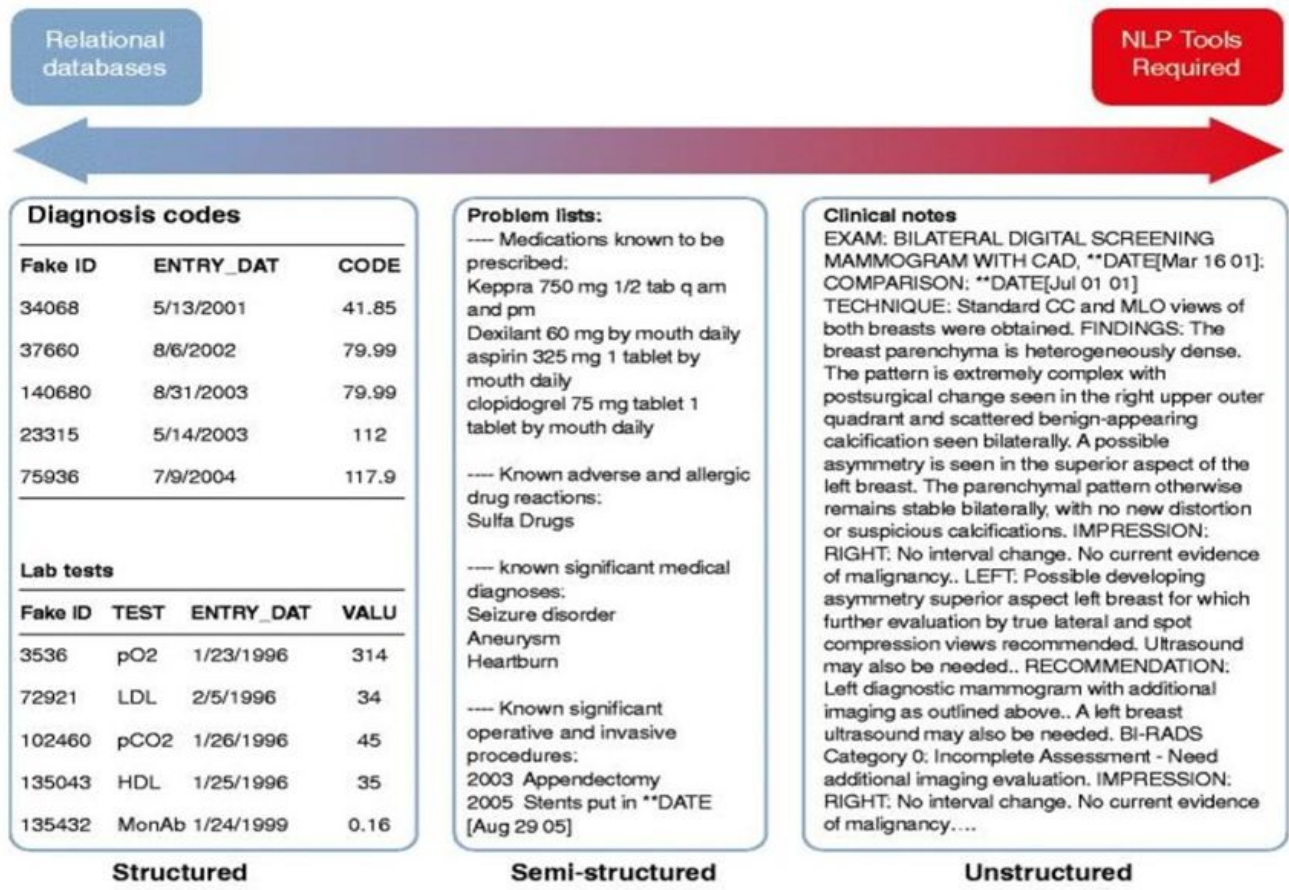 Relational
databases
NLP Tools
Required
Diagnosis codes
Fake ID ENTRY_DAT CODE
34068 5/13/2001 41.85
37660 8/6/2002 79.99
140680 8/31/2003 79.99
23315 5/14/2003 112
75936 7/9/2004 117.9
Lab tests
Fake ID TEST ENTRY_DAT VALU
3536 pO2 1/23/1996 314
72921 LDL 2/5/1996 34
102460 pCO2 1/26/1996 45
135043 HDL 1/25/1996 35
135432 MonAb 1/24/1999 0.16
Structured
Problem lists:
---- Medications known to be
prescribed:
Keppra 750 mg 1/2 tab q am
and pm
Dexilant 60 mg by mouth daily
aspirin 325 mg 1 tablet by
mouth daily
clopidogrel 75 mg tablet 1
tablet by mouth daily
---- Known adverse and allergic
drug reactions:
Sulfa Drugs
---- known significant medical
diagnoses:
Seizure disorder
Aneurysm
Heartburn
---- Known significant
operative and invasive
procedures:
2003 Appendectomy
2005 Stents put in **DATE
[Aug 29 05]
Semi-structured
Clinical notes
EXAM: BILATERAL DIGITAL SCREENING
MAMMOGRAM WITH CAD, **DATE[Mar 16 01]:
COMPARISON: **DATE[Jul 01 01]
TECHNIQUE: Standard CC and MLO views of
both breasts were obtained. FINDINGS: The
breast parenchyma is heterogeneously dense.
The pattern is extremely complex with
postsurgical change seen in the right upper outer
quadrant and scattered benign-appearing
calcification seen bilaterally. A possible
asymmetry is seen in the superior aspect of the
left breast. The parenchymal pattern otherwise
remains stable bilaterally, with no new distortion
or suspicious calcifications. IMPRESSION:
RIGHT: No interval change. No current evidence
of malignancy.. LEFT: Possible developing
asymmetry superior aspect left breast for which
further evaluation by true lateral and spot
compression views recommended. Ultrasound
may also be needed.. RECOMMENDATION:
Left diagnostic mammogram with additional
imaging as outlined above.. A left breast
ultrasound may also be needed. BI-RADS
Category 0: Incomplete Assessment - Need
additional imaging evaluation. IMPRESSION:
RIGHT: No interval change. No current evidence
of malignancy....
Unstructured